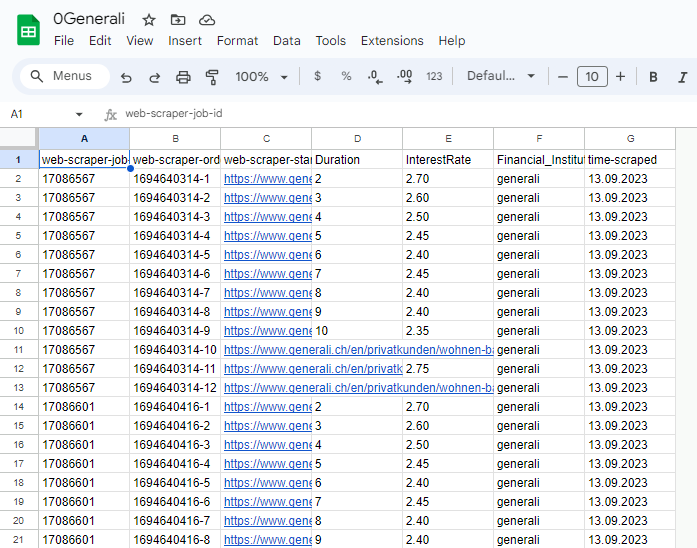 0Generali
File Edit View Insert Format Data Tools Extensions Help
Menus 100% $ % .0 .00 123 Defaul... 10 B I
A1 fx web-scraper-job-id
A B C D E F G
1 web-scraper-job- web-scraper-ord web-scraper-star Duration InterestRate Financial_Institut time-scraped
2 17086567 1694640314-1 https://www.gene 2 2.70 generali 13.09.2023
3 17086567 1694640314-2 https://www.gene 3 2.60 generali 13.09.2023
4 17086567 1694640314-3 https://www.gene 4 2.50 generali 13.09.2023
5 17086567 1694640314-4 https://www.gene 5 2.45 generali 13.09.2023
6 17086567 1694640314-5 https://www.gene 6 2.40 generali 13.09.2023
7 17086567 1694640314-6 https://www.gene 7 2.45 generali 13.09.2023
8 17086567 1694640314-7 https://www.gene 8 2.40 generali 13.09.2023
9 17086567 1694640314-8 https://www.gene 9 2.40 generali 13.09.2023
10 17086567 1694640314-9 https://www.gene 10 2.35 generali 13.09.2023
11 17086567 1694640314-10 https://www.generali.ch/en/privatkunden/wohnen-ba generali 13.09.2023
12 17086567 1694640314-11 https://www.generali.ch/en/privatk 2.75 generali 13.09.2023
13 17086567 1694640314-12 https://www.generali.ch/en/privatkunden/wohnen-ba generali 13.09.2023
14 17086601 1694640416-1 https://www.gene 2 2.70 generali 13.09.2023
15 17086601 1694640416-2 https://www.gene 3 2.60 generali 13.09.2023
16 17086601 1694640416-3 https://www.gene 4 2.50 generali 13.09.2023
17 17086601 1694640416-4 https://www.gene 5 2.45 generali 13.09.2023
18 17086601 1694640416-5 https://www.gene 6 2.40 generali 13.09.2023
19 17086601 1694640416-6 https://www.gene 7 2.45 generali 13.09.2023
20 17086601 1694640416-7 https://www.gene 8 2.40 generali 13.09.2023
21 17086601 1694640416-8 https://www.gene 9 2.40 generali 13.09.2023